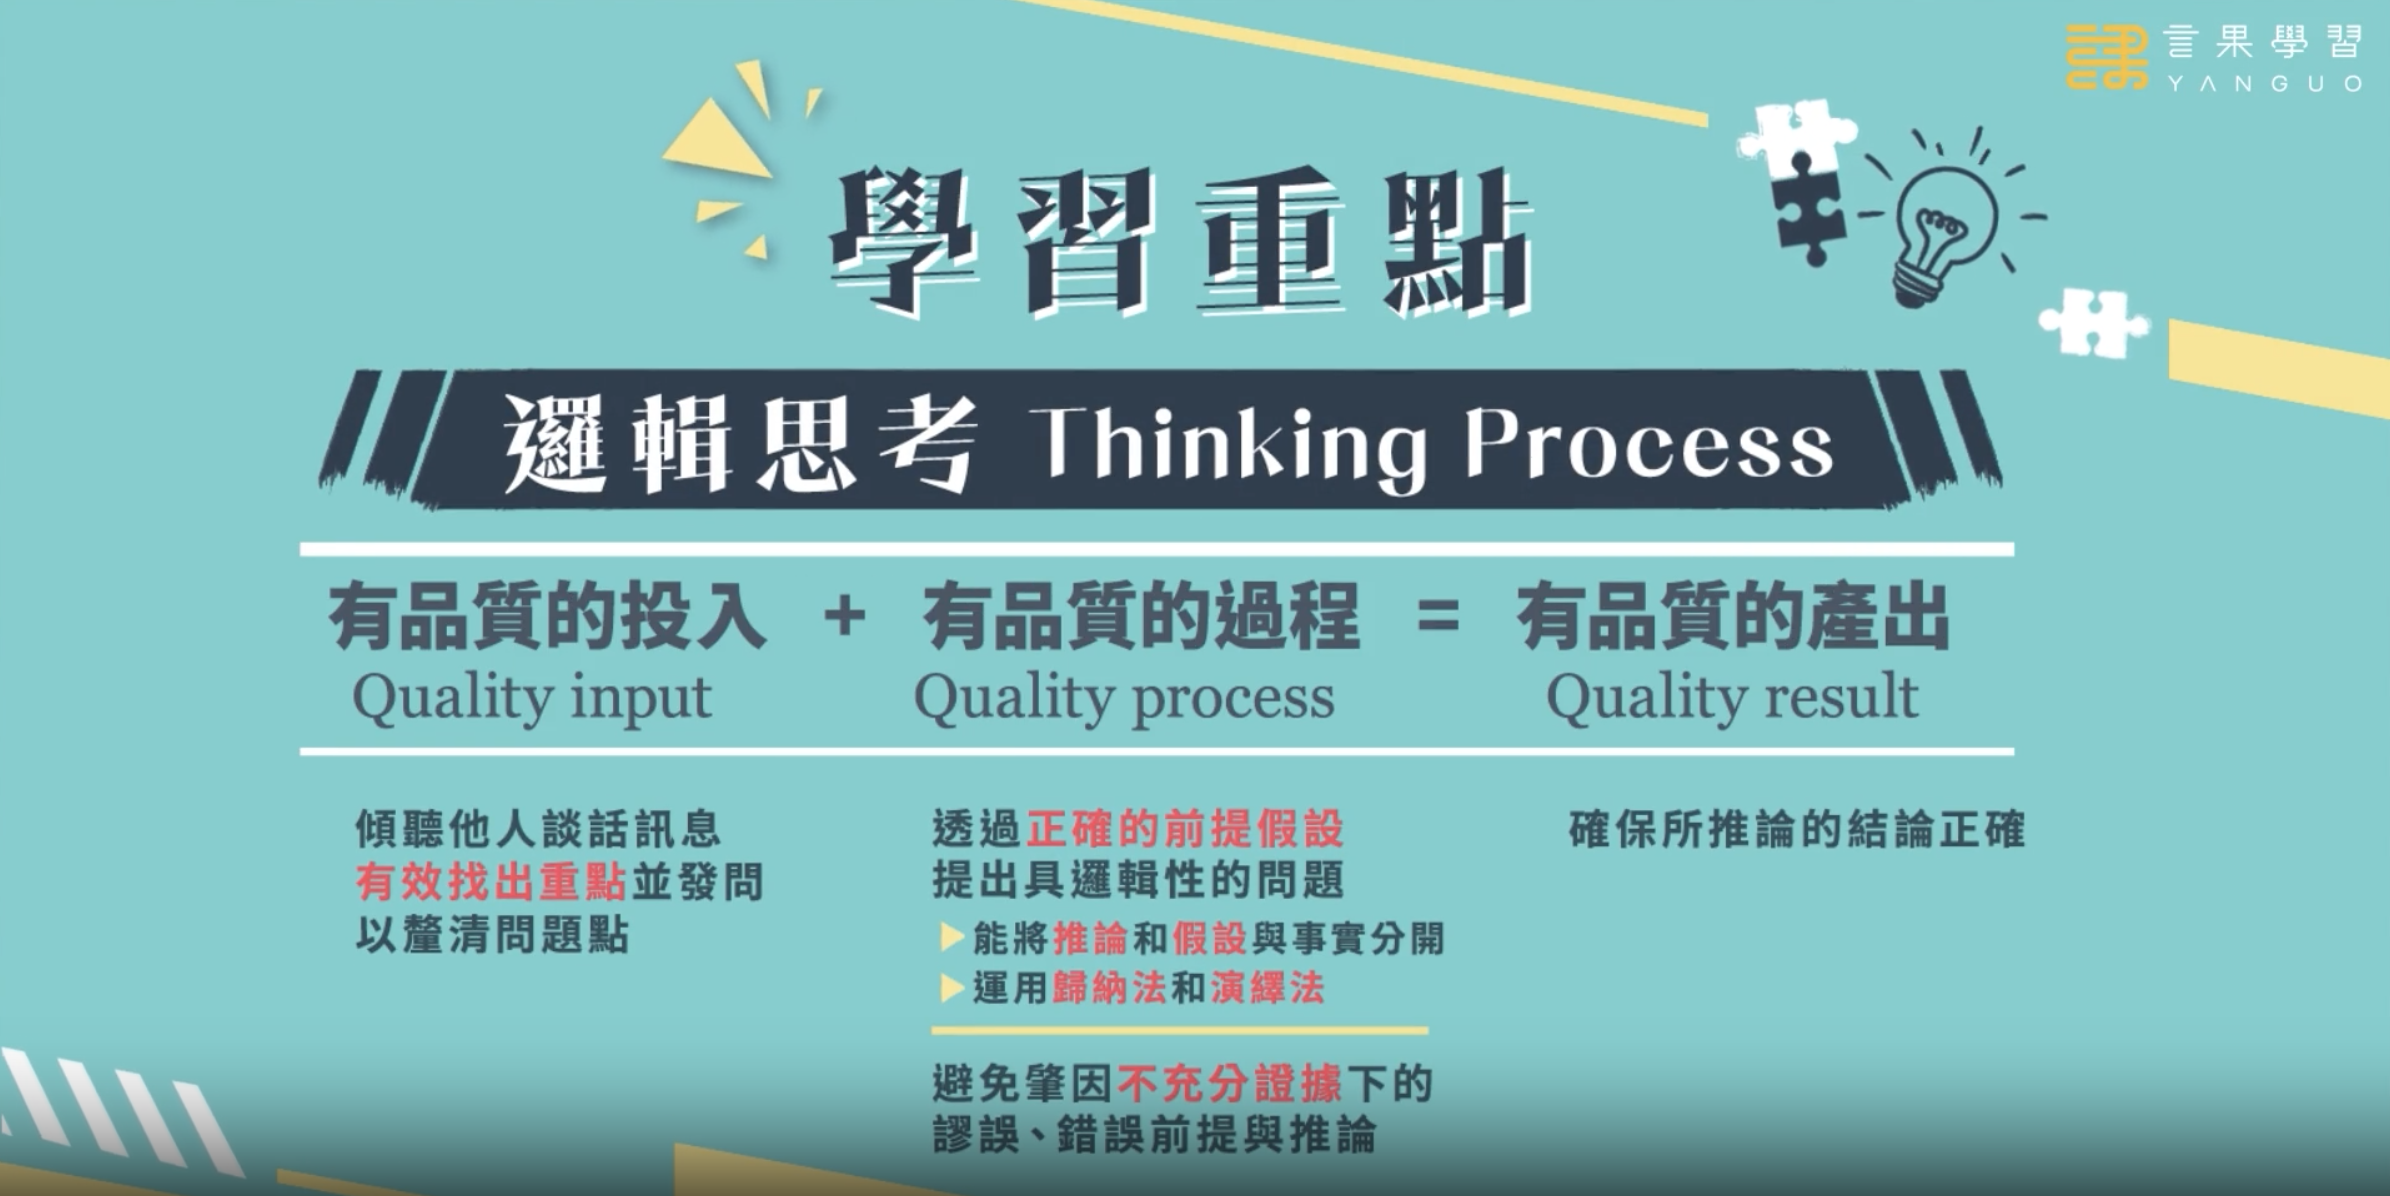 言果學習
YANGUO
學習重點
邏輯思考 Thinking Process
有品質的投入 + 有品質的過程 = 有品質的產出
Quality input Quality process Quality result
傾聽他人談話訊息
有效找出重點並發問
以釐清問題點
透過正確的前提假設
提出具邏輯性的問題
能將推論和假設與事實分開
運用歸納法和演繹法
避免肇因不充分證據下的
謬誤、錯誤前提與推論
確保所推論的結論正確